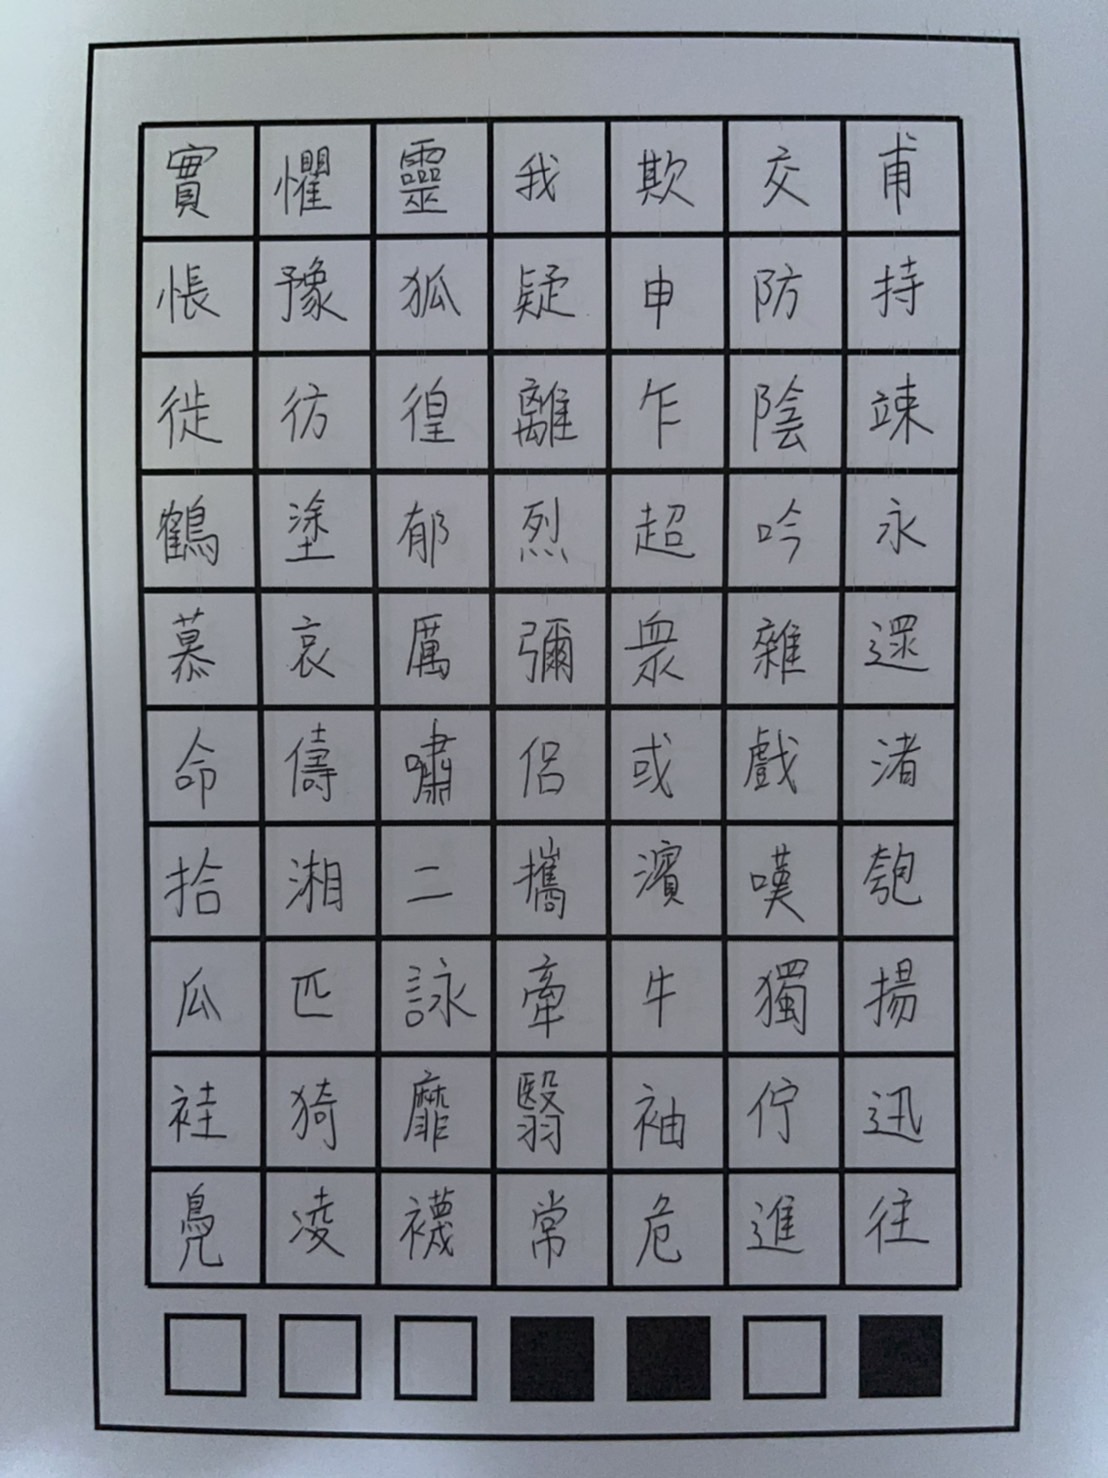 實懼靈我欺交甫
悵豫狐疑申防持
徙彷徨離乍陰竦
鶴塗郁烈超吟永
慕哀厲彌眾雜還
命儔嘯侶或戲渚
拾湘二攜濱嘆匏
瓜匹詠牽牛獨揚
袿猗靡翳袖佇迅
鳧凌襪常危進往